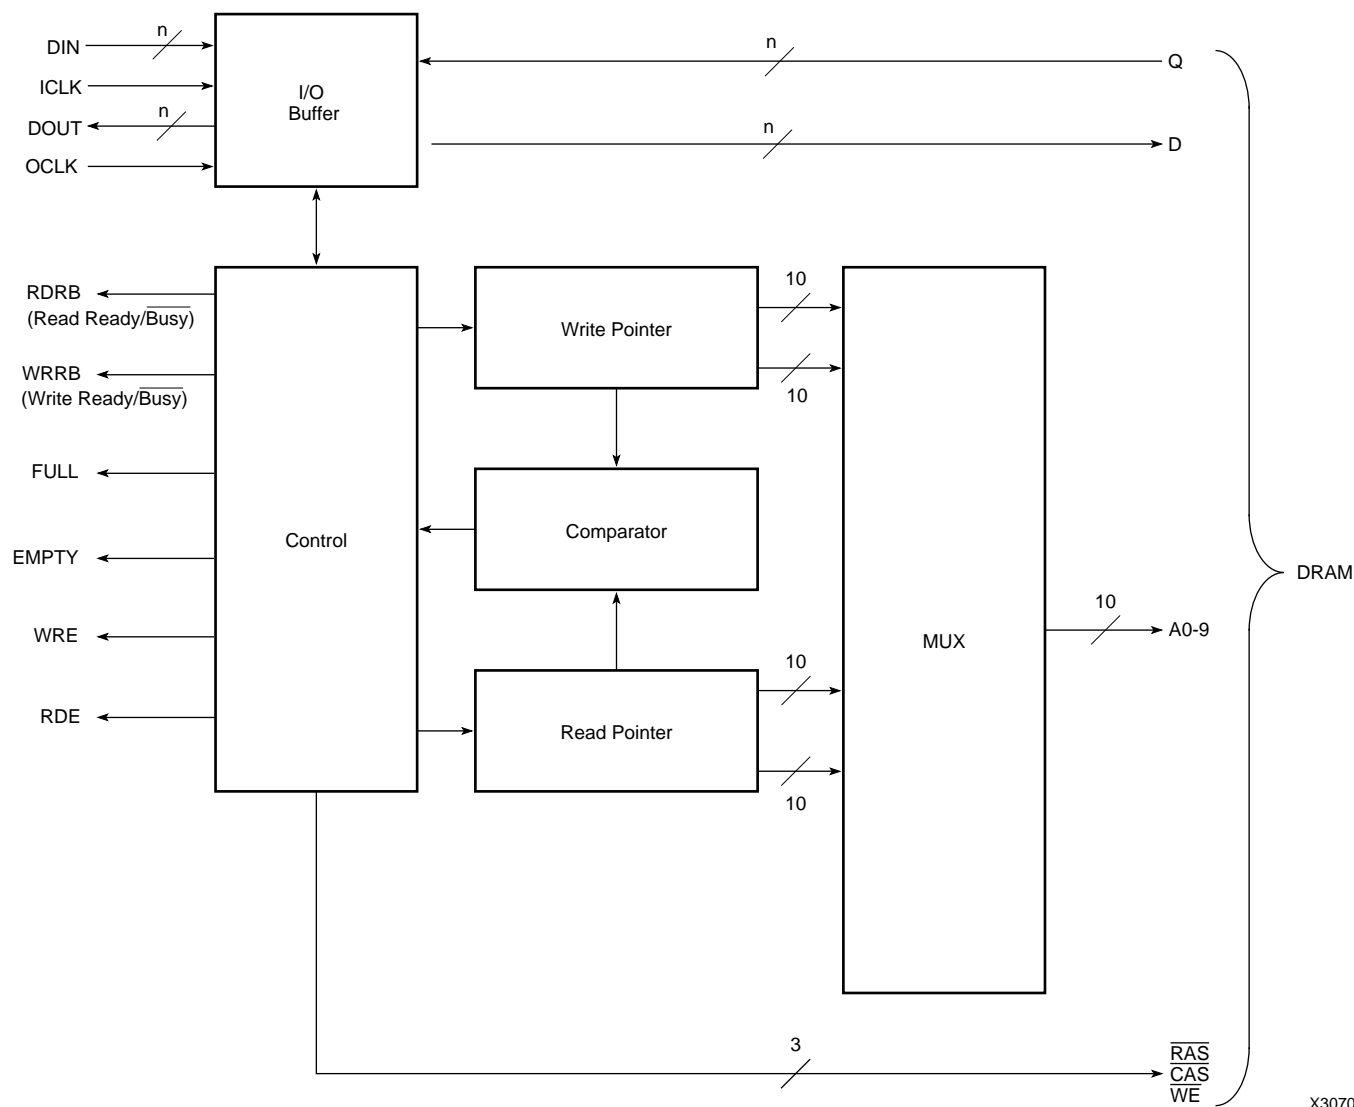 DIN
n
ICLK
DOUT
n
OCLK
I/O
Buffer
n
Q
n
D
RDRB
(Read Ready/Busy)
WRRB
(Write Ready/Busy)
FULL
EMPTY
WRE
RDE
Control
Write Pointer
10
10
Comparator
Read Pointer
10
10
MUX
10
A0-9
DRAM
3
RAS
CAS
WE
X3070